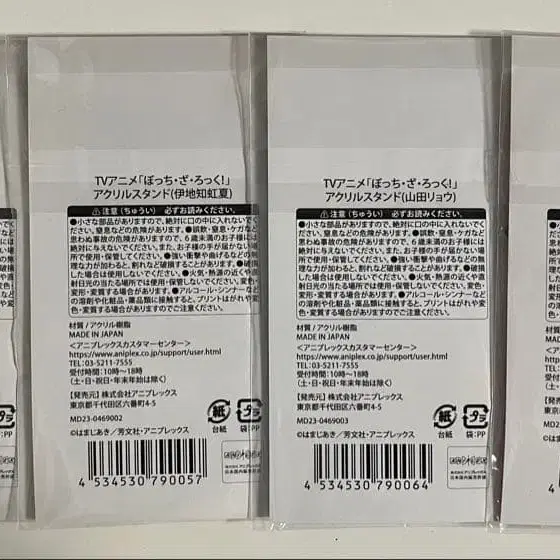 TVアニメ「ぼっち・ざ・ろっく!」
アクリルスタンド(伊地知虹夏)
⚠注意(ちゅうい) 必ずお読みください。
●小さな部品がありますので、絶対に口の中に入れないでください。窒息などの危険があります。●誤飲・窒息・ケガなど
思わぬ事故の危険がありますので、6歳未満のお子様には
絶対に与えないでください。また、お子様の手が届かない場
所で使用・保管してください。●強い衝撃や曲げるなどの無
理な力が加わると、割れなど破損することがあります。●破損
した場合は使用しないでください。●火気・熱源の近くや直
射日光の当たる場所では使用・保管しないでください。変色・
変形・変質する場合があります。●アルコール・シンナーなど
の溶剤や化粧品・薬品類に接触すると、プリントはがれや変
色・変質する場合がありますのでご注意ください。
材質/アクリル樹脂
MADE IN JAPAN
<アニプレックスカスタマーセンター>
https://www.aniplex.co.jp/support/user.html
TEL:03-5211-7555
受付時間:10時~18時
(土・日・祝日・年末年始は除く)
【発売元】株式会社アニプレックス
東京都千代田区六番町4-5
MD23-0469002
©はまじあき/芳文社・アニプレックス
紙
台紙
プラ
袋:PP
4 534530 790057
TVアニメ「ぼっち・ざ・ろっく!」
アクリルスタンド(山田リョウ)
⚠注意(ちゅうい) 必ずお読みください。
●小さな部品がありますので、絶対に口の中に入れないでく
ださい。窒息などの危険があります。●誤飲・窒息・ケガなど
思わぬ事故の危険がありますので、6歳未満のお子様には
絶対に与えないでください。また、お子様の手が届かない場
所で使用・保管してください。●強い衝撃や曲げるなどの無
理な力が加わると、割れなど破損することがあります。●破損
した場合は使用しないでください。●火気・熱源の近くや直
射日光の当たる場所では使用・保管しないでください。変色・
変形・変質する場合があります。●アルコール・シンナーなど
の溶剤や化粧品・薬品類に接触すると、プリントはがれや変
色・変質する場合がありますのでご注意ください。
材質/アクリル樹脂
MADE IN JAPAN
<アニプレックスカスタマーセンター>
https://www.aniplex.co.jp/support/user.html
TEL:03-5211-7555
受付時間:10時~18時
(土・日・祝日・年末年始は除く)
【発売元】株式会社アニプレックス
東京都千代田区六番町4-5
MD23-0469003
©はまじあき/芳文社・アニプレックス
紙
台紙
プラ
袋:PP
4 534530 790064